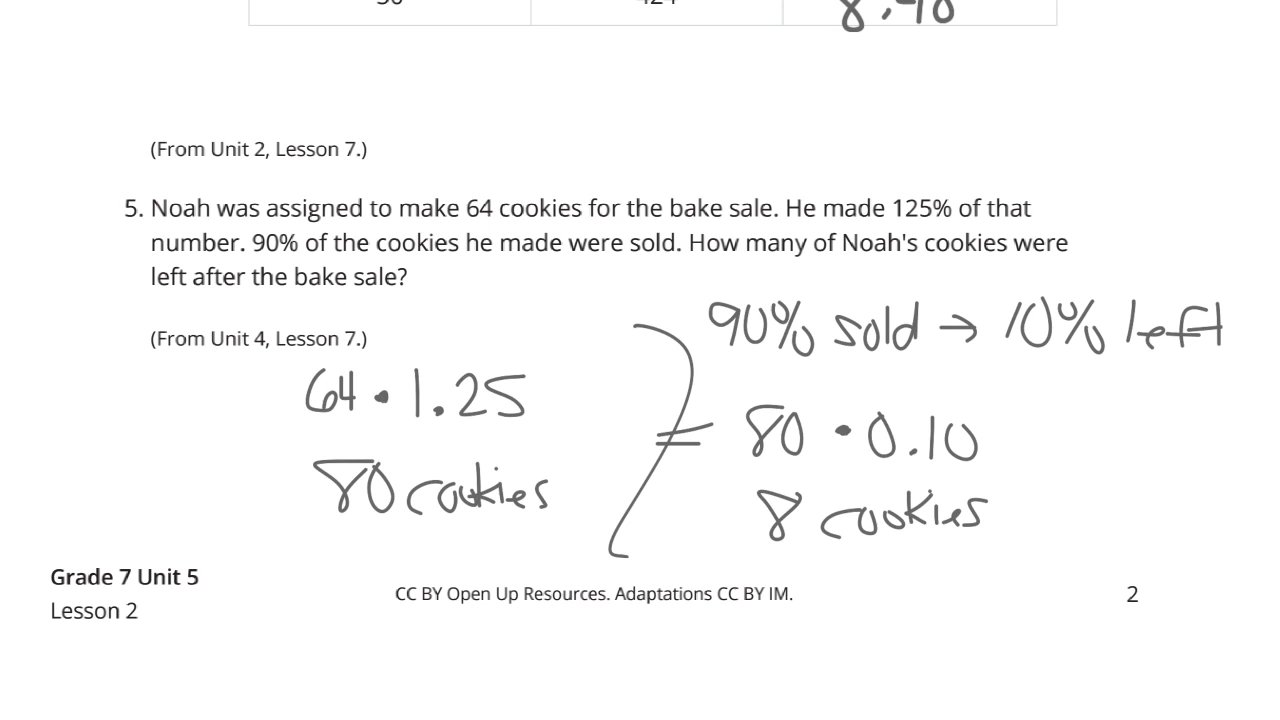 (From Unit 2, Lesson 7.)
5. Noah was assigned to make 64 cookies for the bake sale. He made 125% of that
number. 90% of the cookies he made were sold. How many of Noah's cookies were
left after the bake sale?
90% sold → 10% left
(From Unit 4, Lesson 7.)
64 • 1.25
80 cookies
= 80 • 0.10
8 cookies
Grade 7 Unit 5
Lesson 2
CC BY Open Up Resources. Adaptations CC BY IM.
2